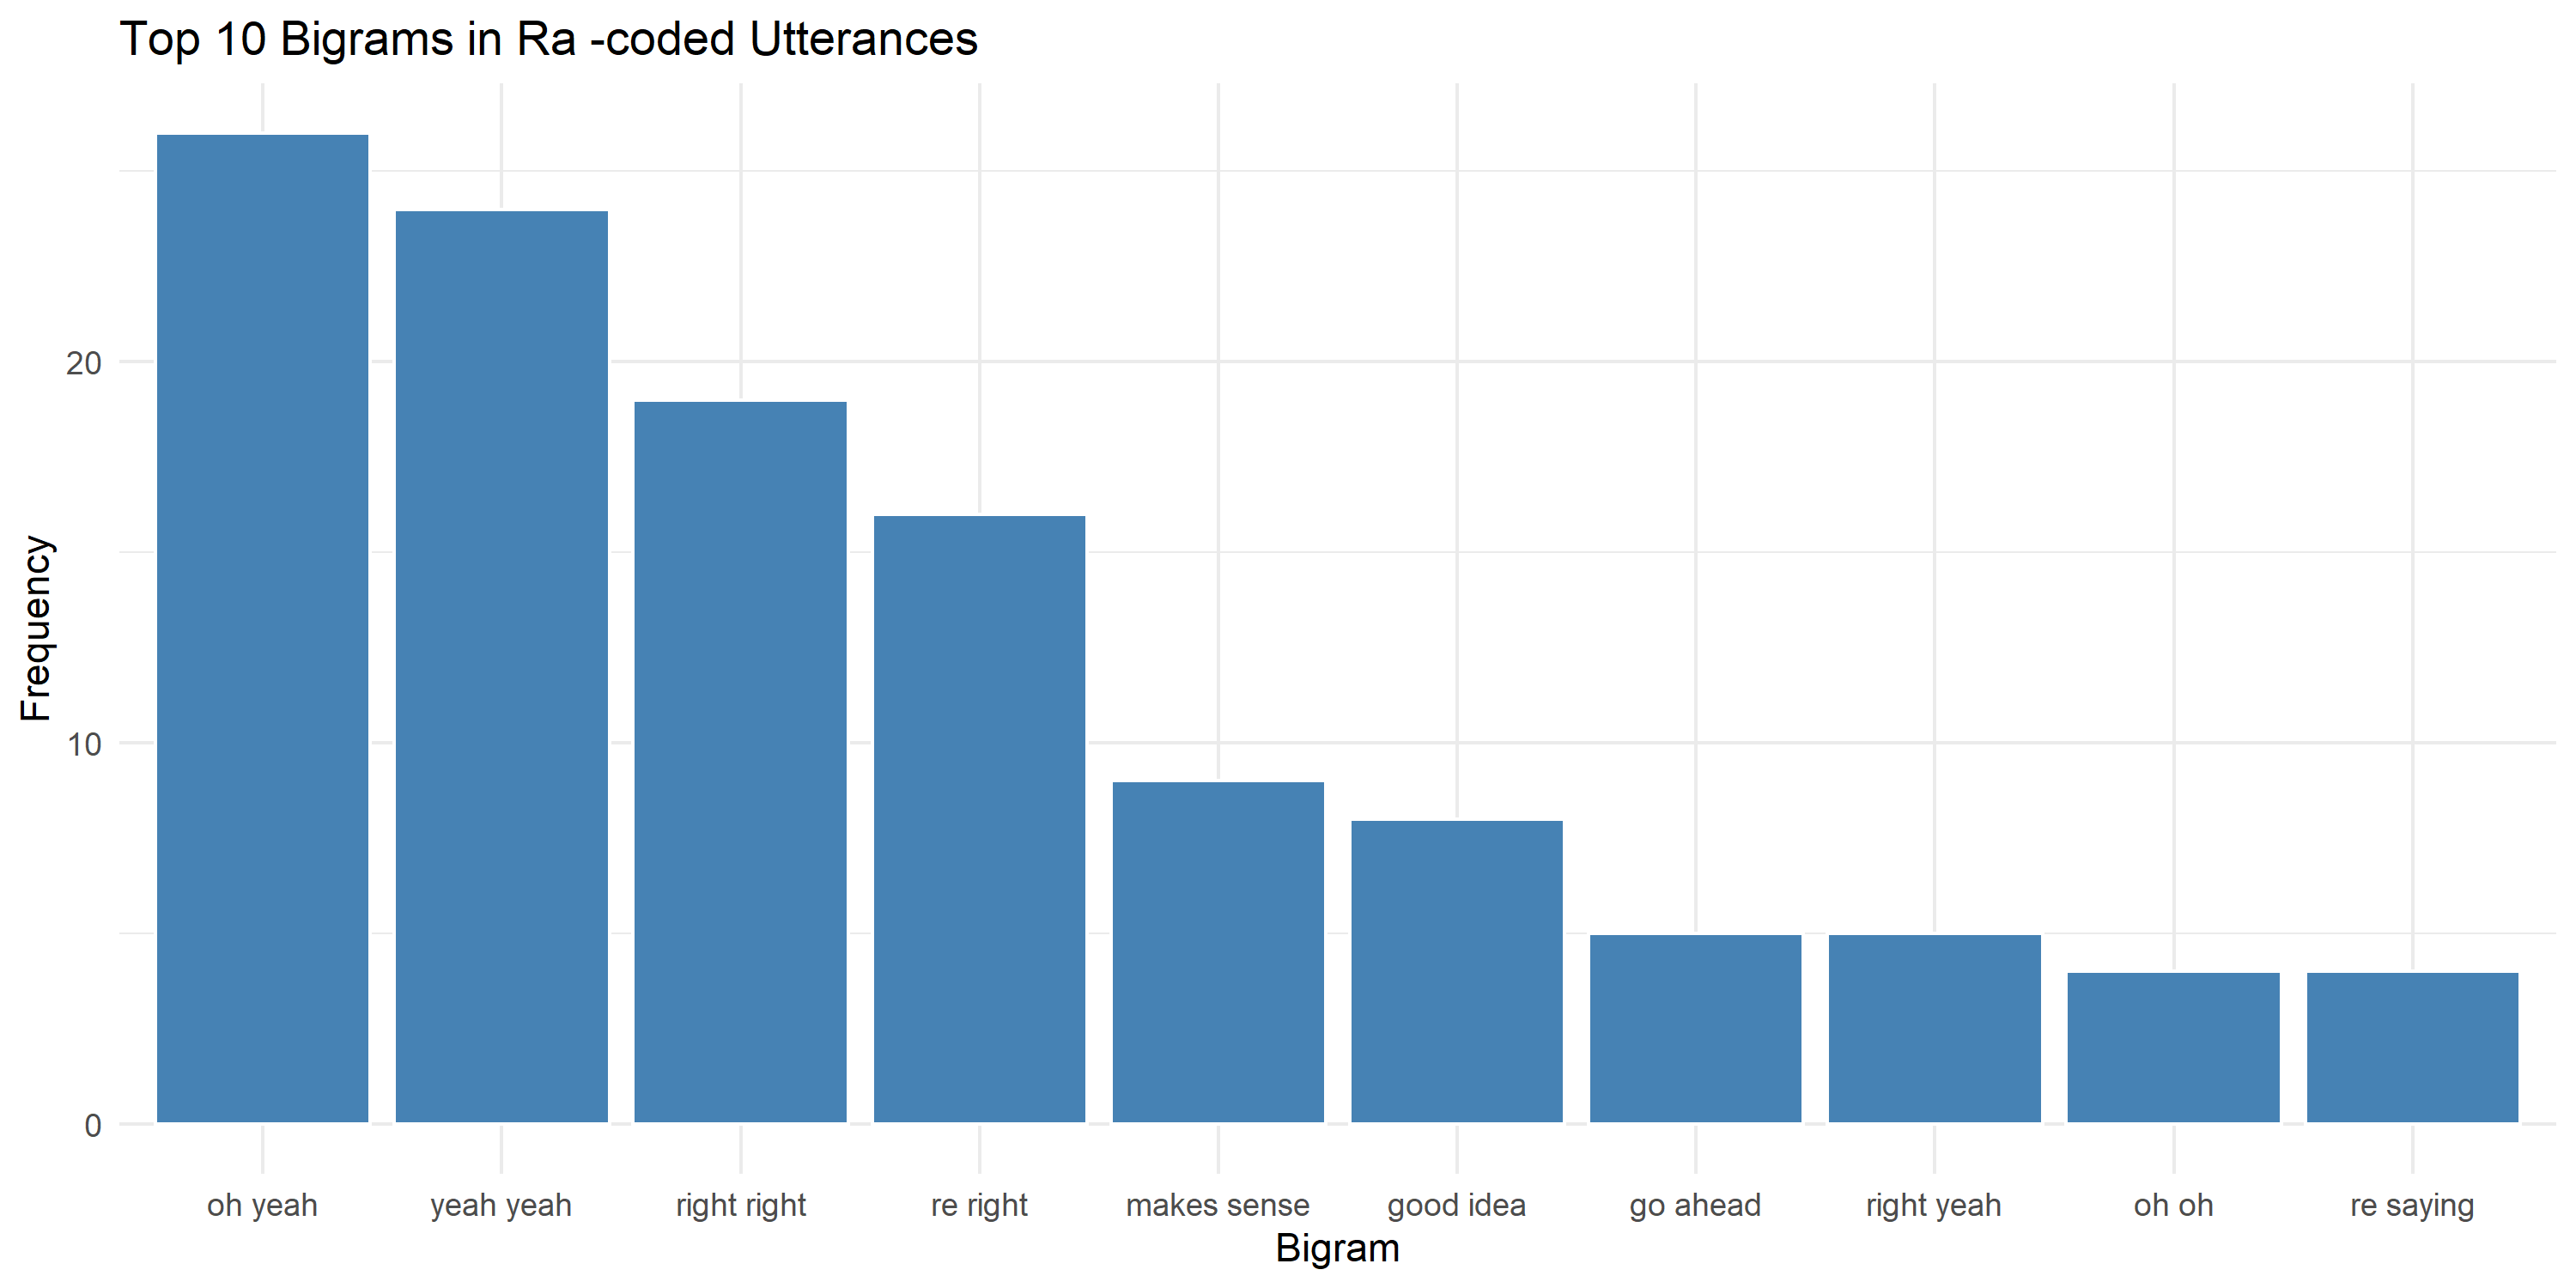 Top 10 Bigrams in Ra -coded Utterances
Frequency
20
10
0
oh yeah
yeah yeah
right right
re right
makes sense
good idea
go ahead
right yeah
oh oh
re saying
Bigram